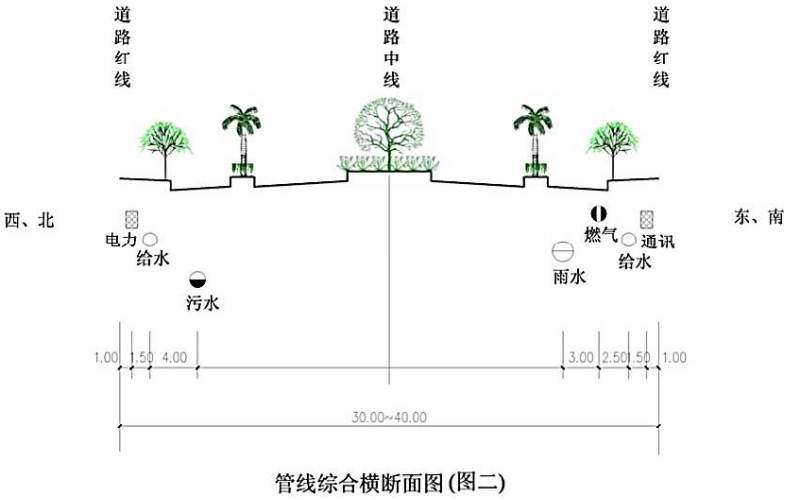 道路红线
道路中线
道路红线
西、北
东、南
电力
给水
污水
燃气
通讯
给水
雨水
1.00 1.50 4.00
3.00 2.50 1.50 1.00
30.00~40.00
管线综合横断面图(图二)